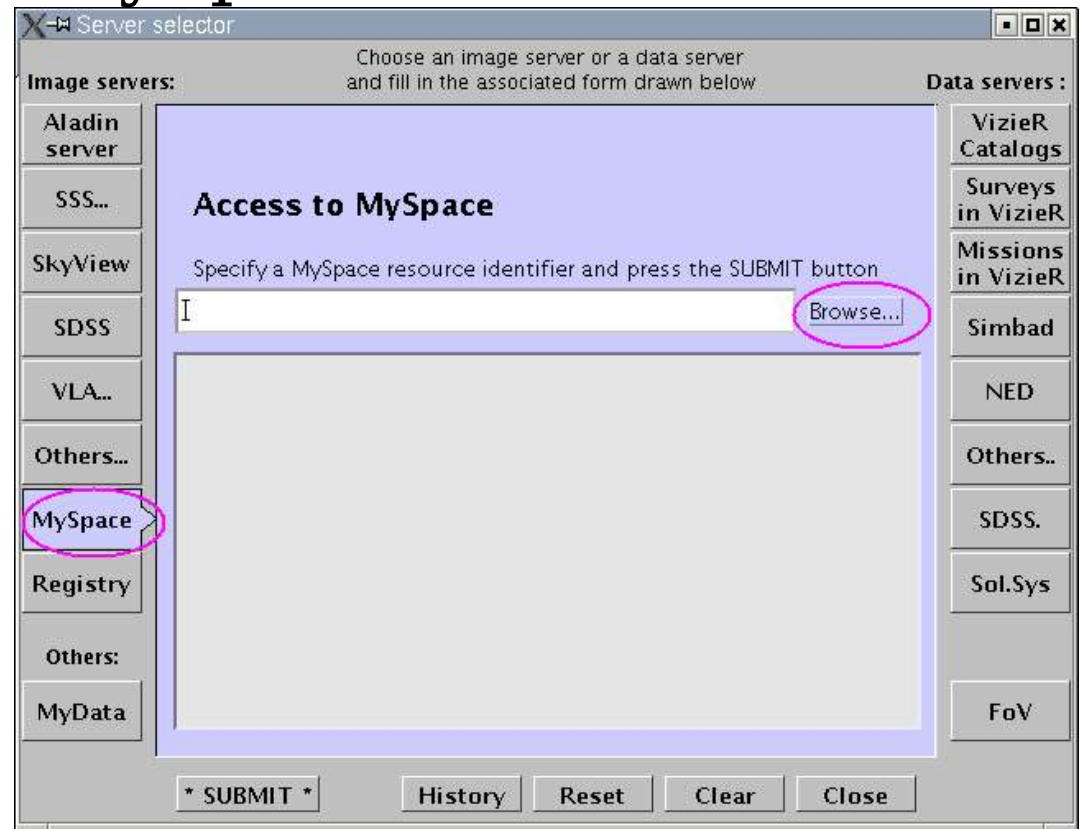 Server selector
Choose an image server or a data server
and fill in the associated form drawn below
Image servers:
Data servers :
Aladin
server
SSS...
SkyView
SDSS
VLA...
Others...
MySpace
Registry
Others:
MyData
Access to MySpace
Specify a MySpace resource identifier and press the SUBMIT button
Browse...
VizieR
Catalogs
Surveys
in VizieR
Missions
in VizieR
Simbad
NED
Others..
SDSS.
Sol.Sys
FoV
* SUBMIT *
History
Reset
Clear
Close